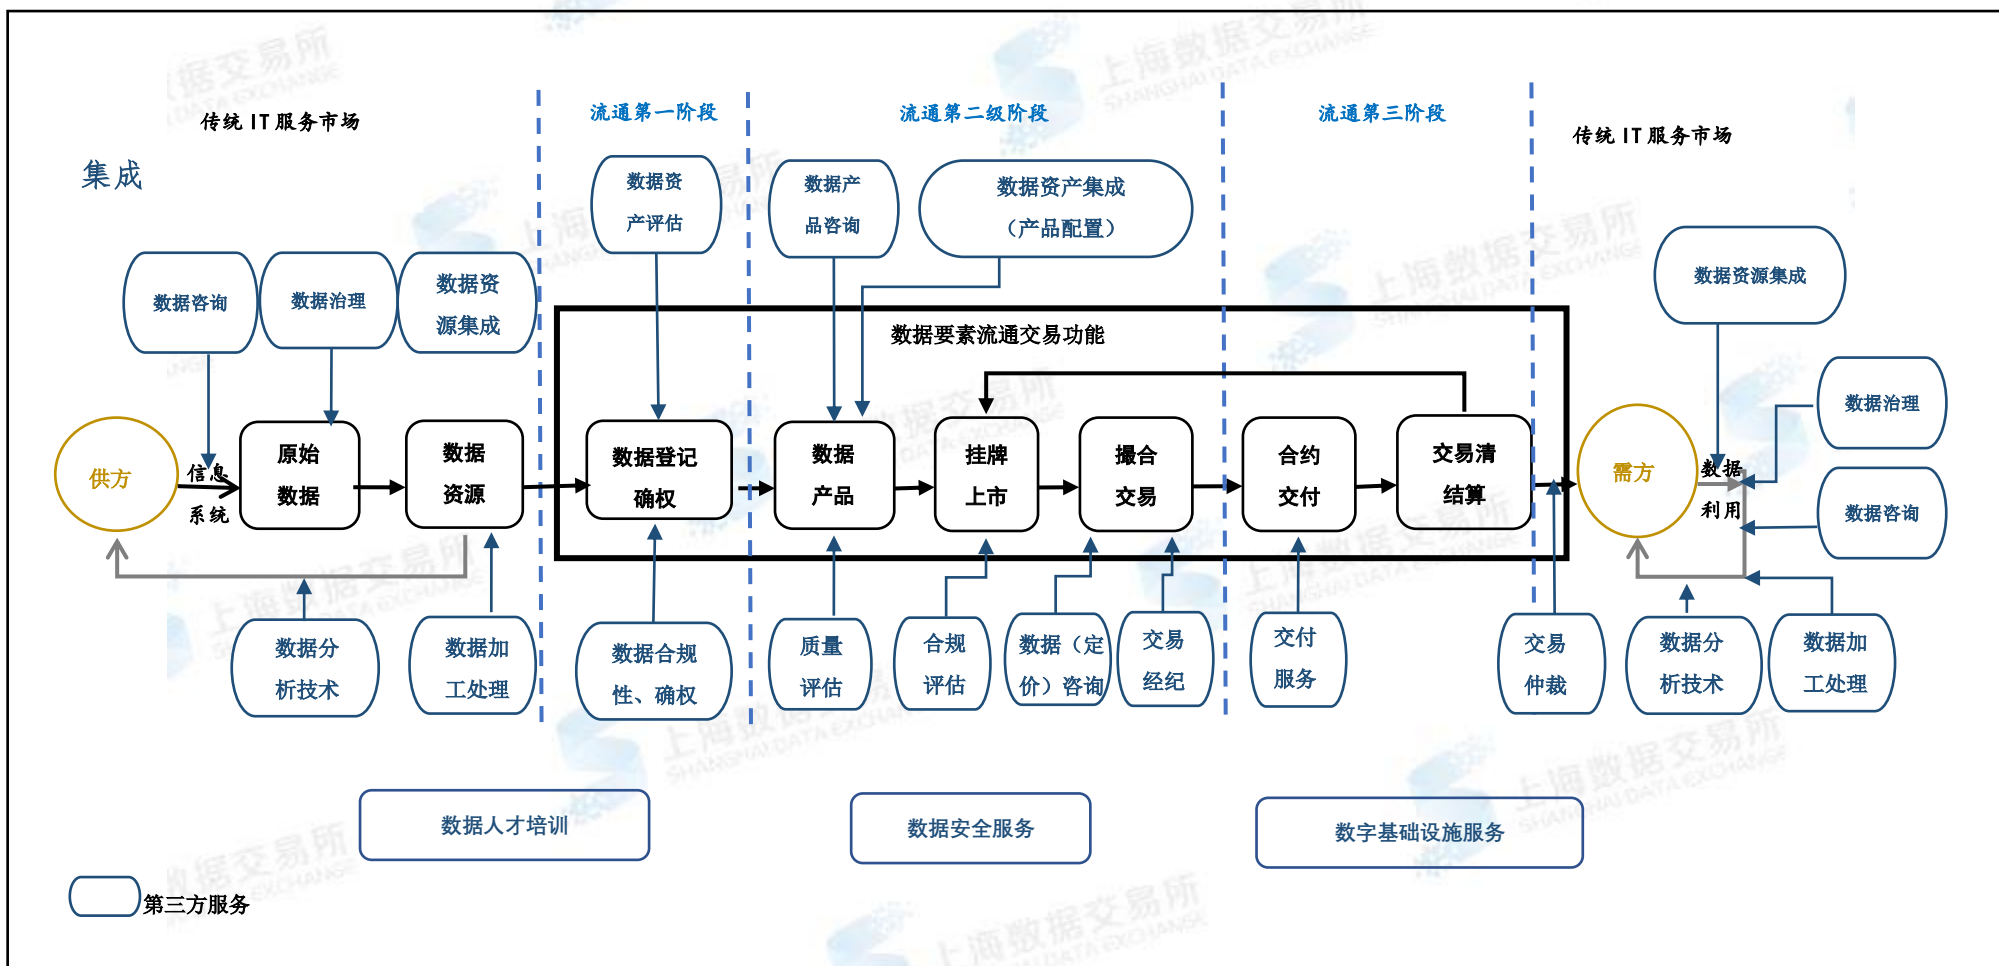 传统 IT 服务市场
流通第一阶段
流通第二级阶段
流通第三阶段
传统 IT 服务市场
集成
数据资
产评估
数据产
品咨询
数据资产集成
（产品配置）
数据咨询
数据治理
数据资
源集成
数据资源集成
数据要素流通交易功能
供方
信息
系统
原始
数据
数据
资源
数据登记
确权
数据
产品
挂牌
上市
撮合
交易
合约
交付
交易清
结算
需方
数据
利用
数据治理
数据咨询
数据分
析技术
数据加
工处理
数据合规
性、确权
质量
评估
合规
评估
数据（定
价）咨询
交易
经纪
交付
服务
交易
仲裁
数据分
析技术
数据加
工处理
数据人才培训
数据安全服务
数字基础设施服务
第三方服务
上海数据交易所
SHANGHAI DATA EXCHANGE